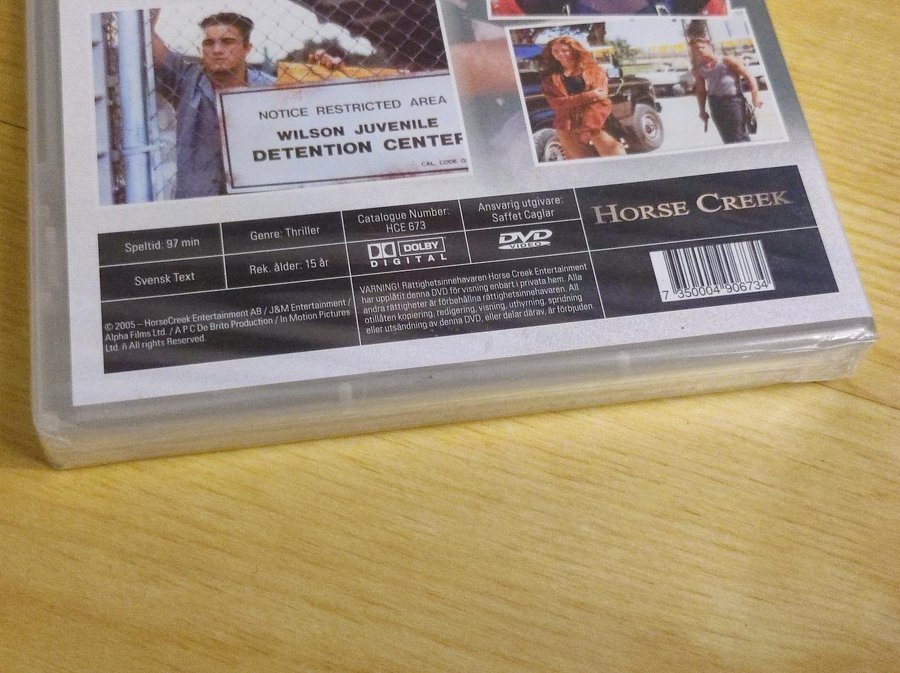 NOTICE RESTRICTED AREA
WILSON JUVENILE
DETENTION CENTER
CAL. CODE
Speltid: 97 min
Genre: Thriller
Catalogue Number:
HCE 673
Ansvarig utgivare:
Saffet Caglar
HORSE CREEK
Svensk Text
Rek. ålder: 15 år
DOLBY
DIGITAL
DVD
VIDEO
© 2005 – HorseCreek Entertainment AB / J&M Entertainment /
Alpha Films Ltd. / A P C De Brito Production / In Motion Pictures
Ltd. ñ All rights Reserved.
VARNING! Rättighetsinnehavaren Horse Creek Entertainment
har upplåtit denna DVD för visning enbart i privata hem. Alla
andra rättigheter är förbehållna rättighetsinnehavaren. All
otillåten kopiering, redigering, visning, uthyrning, spridning
eller utsändning av denna DVD, eller delar därav, är förbjuden
7 350004 906734